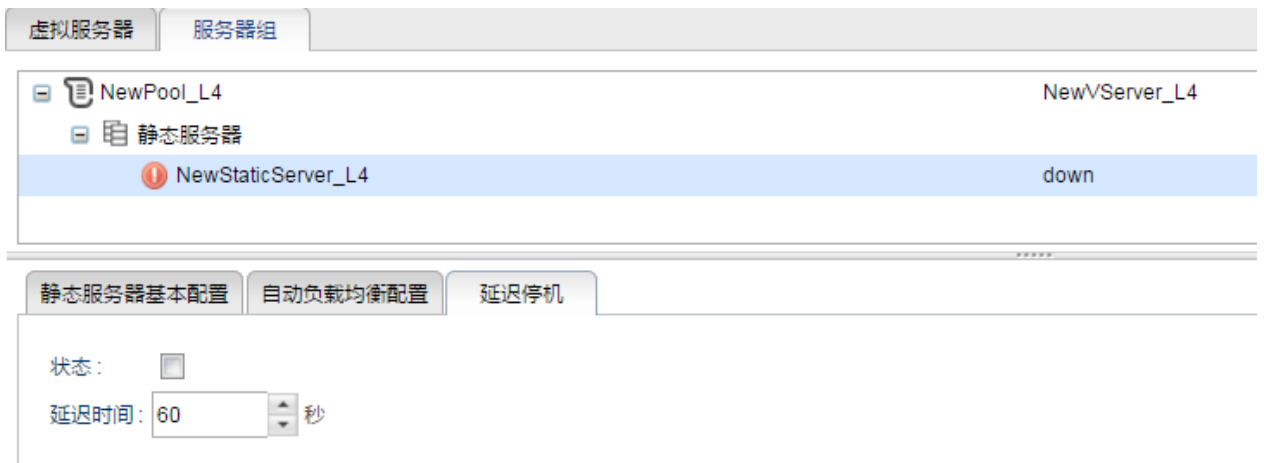 虚拟服务器 服务器组
NewPool_L4 NewVServer_L4
静态服务器
NewStaticServer_L4 down
静态服务器基本配置 自动负载均衡配置 延迟停机
状态:
延迟时间: 60 秒